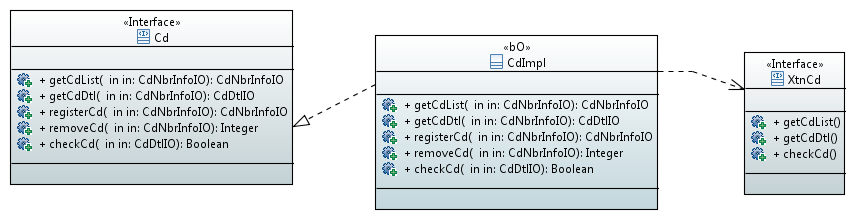 «Interface»
Cd
+ getCdList( in in: CdNbrInfoIO): CdNbrInfoIO
+ getCdDtl( in in: CdNbrInfoIO): CdDtlIO
+ registerCd( in in: CdNbrInfoIO): CdNbrInfoIO
+ removeCd( in in: CdNbrInfoIO): Integer
+ checkCd( in in: CdDtlIO): Boolean
«bO»
CdImpl
+ getCdList( in in: CdNbrInfoIO): CdNbrInfoIO
+ getCdDtl( in in: CdNbrInfoIO): CdDtlIO
+ registerCd( in in: CdNbrInfoIO): CdNbrInfoIO
+ removeCd( in in: CdNbrInfoIO): Integer
+ checkCd( in in: CdDtlIO): Boolean
«Interface»
XtnCd
+ getCdList()
+ getCdDtl()
+ checkCd()